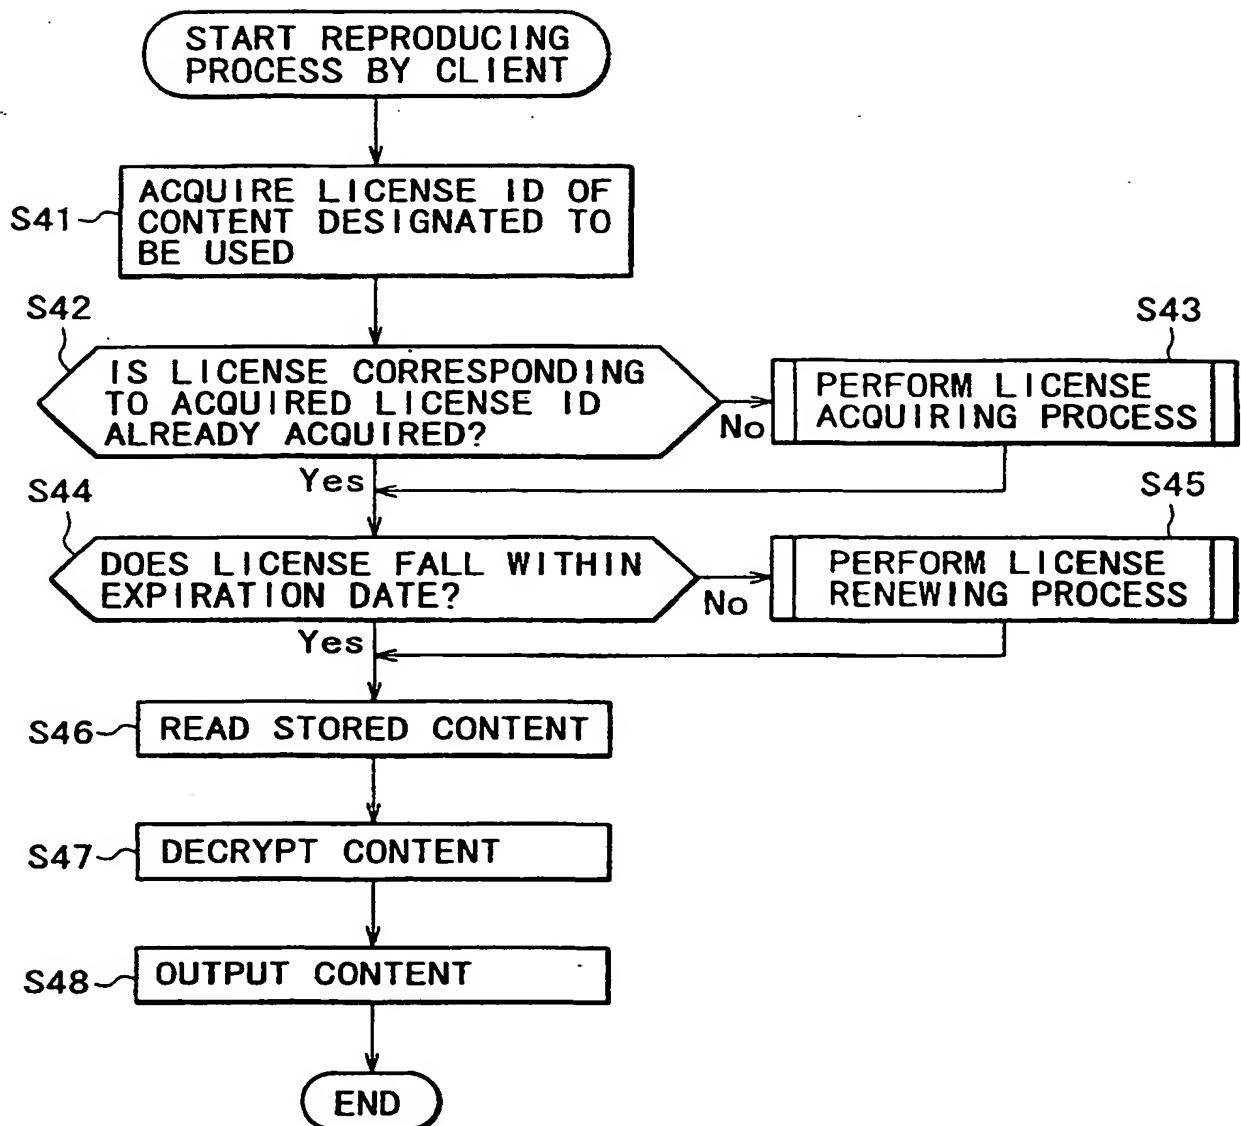 START REPRODUCING
PROCESS BY CLIENT
S41
ACQUIRE LICENSE ID OF
CONTENT DESIGNATED TO
BE USED
S42
IS LICENSE CORRESPONDING
TO ACQUIRED LICENSE ID
ALREADY ACQUIRED?
No
Yes
S43
PERFORM LICENSE
ACQUIRING PROCESS
S44
DOES LICENSE FALL WITHIN
EXPIRATION DATE?
No
Yes
S45
PERFORM LICENSE
RENEWING PROCESS
S46
READ STORED CONTENT
S47
DECRYPT CONTENT
S48
OUTPUT CONTENT
END